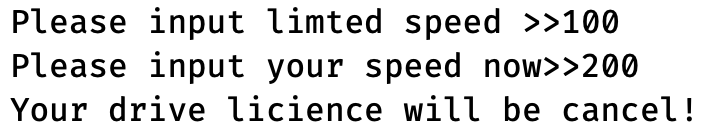 Please input limted speed >>100
Please input your speed now>>200
Your drive licience will be cancel!